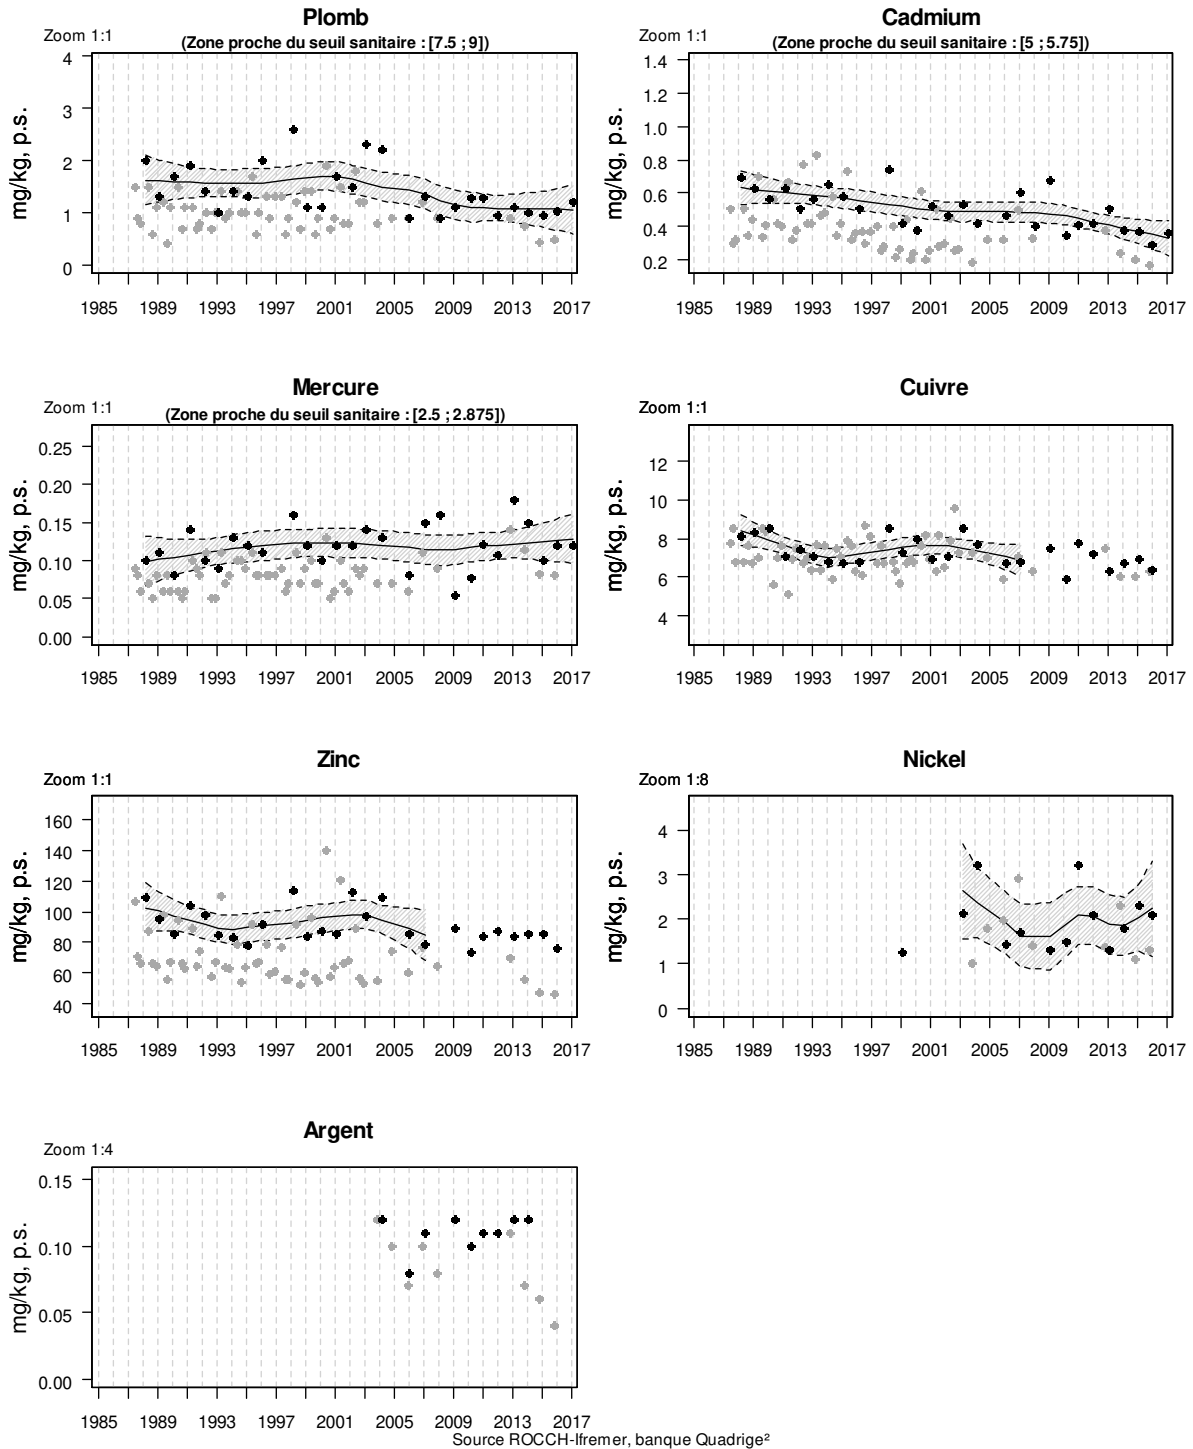 Plomb
Zoom 1:1
(Zone proche du seuil sanitaire : [7.5 ; 9])
mg/kg, p.s.
4
3
2
1
0
1985 1989 1993 1997 2001 2005 2009 2013 2017
Cadmium
Zoom 1:1
(Zone proche du seuil sanitaire : [5 ; 5.75])
mg/kg, p.s.
1.4
1.2
1.0
0.8
0.6
0.4
0.2
1985 1989 1993 1997 2001 2005 2009 2013 2017
Mercure
Zoom 1:1
(Zone proche du seuil sanitaire : [2.5 ; 2.875])
mg/kg, p.s.
0.25
0.20
0.15
0.10
0.05
0.00
1985 1989 1993 1997 2001 2005 2009 2013 2017
Cuivre
Zoom 1:1
mg/kg, p.s.
12
10
8
6
4
1985 1989 1993 1997 2001 2005 2009 2013 2017
Zinc
Zoom 1:1
mg/kg, p.s.
160
140
120
100
80
60
40
1985 1989 1993 1997 2001 2005 2009 2013 2017
Nickel
Zoom 1:8
mg/kg, p.s.
4
3
2
1
0
1985 1989 1993 1997 2001 2005 2009 2013 2017
Argent
Zoom 1:4
mg/kg, p.s.
0.15
0.10
0.05
0.00
1985 1989 1993 1997 2001 2005 2009 2013 2017
Source ROCCH-Ifremer, banque Quadrige²